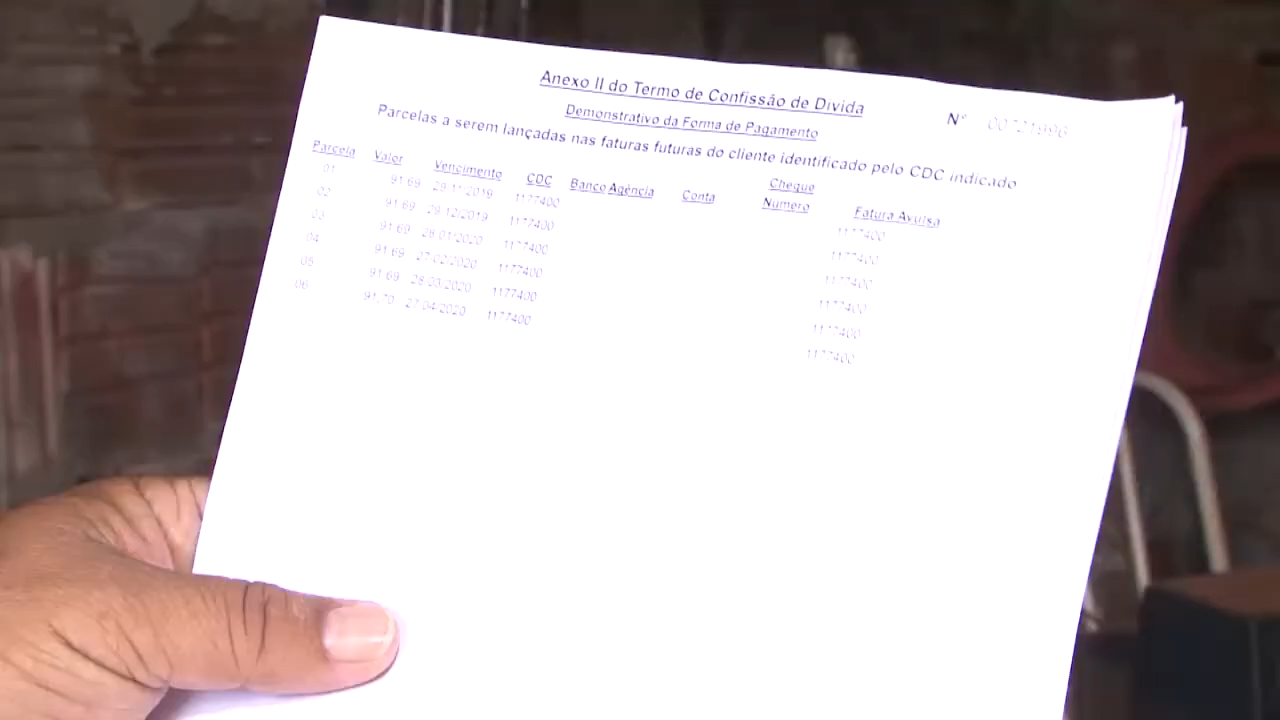 Anexo II do Termo de Confissão de Divida
Nº 00721996
Demonstrativo da Forma de Pagamento
Parcelas a serem lançadas nas faturas futuras do cliente identificado pelo CDC indicado
Parcela Valor Vencimento CDC Banco Agência Conta Cheque Numero Fatura Avulsa
01 91.69 29/11/2019 1177400 1177400
02 91.69 29/12/2019 1177400 1177400
03 91.69 28/01/2020 1177400 1177400
04 91.69 27/02/2020 1177400 1177400
05 91.69 28/03/2020 1177400 1177400
06 91,70 27/04/2020 1177400 1177400